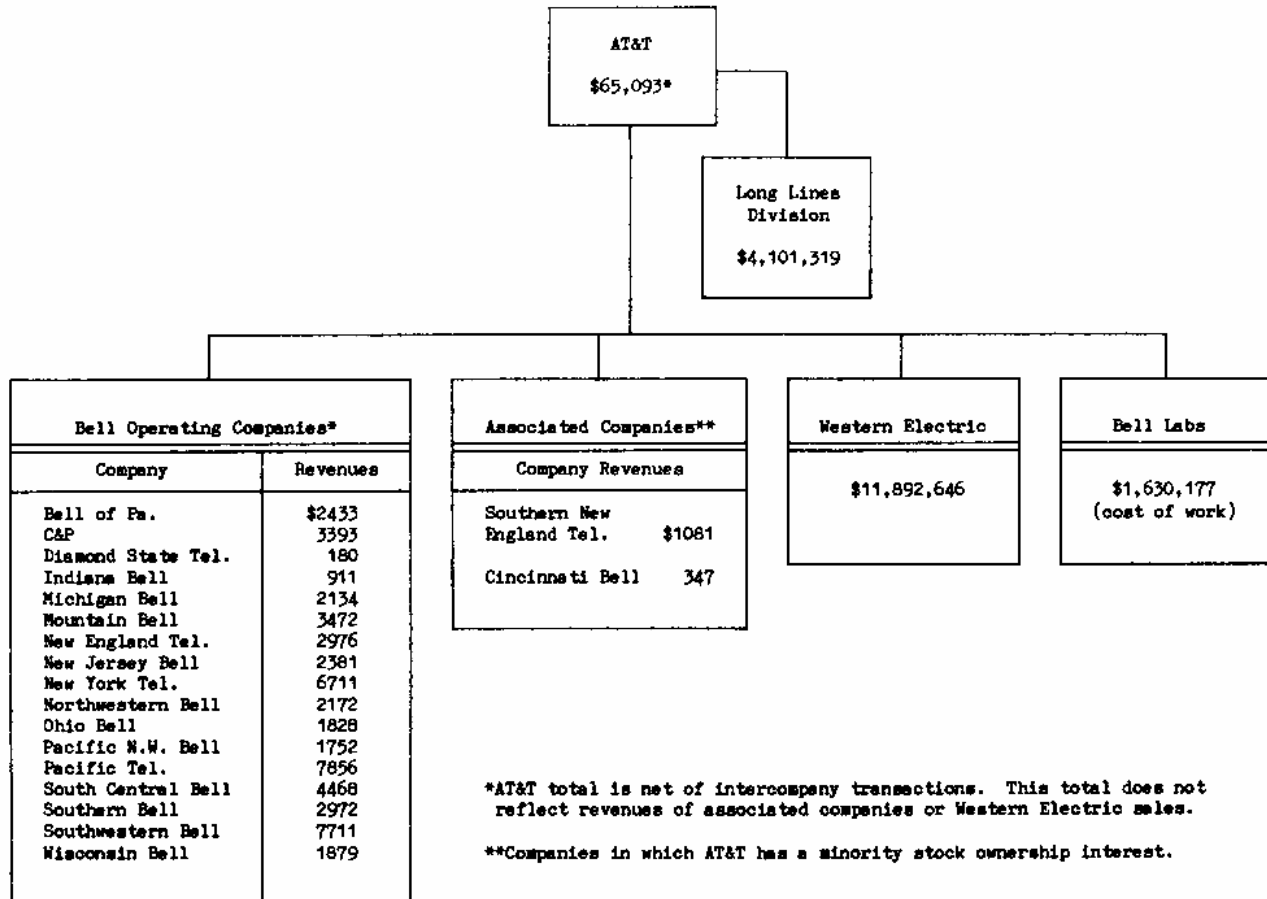 AT&T
$65,093*
Long Lines
Division
$4,101,319
Bell Operating Companies*
Company Revenues
Bell of Pa. $2433
C&P 3393
Diamond State Tel. 180
Indiana Bell 911
Michigan Bell 2134
Mountain Bell 3472
New England Tel. 2976
New Jersey Bell 2381
New York Tel. 6711
Northwestern Bell 2172
Ohio Bell 1828
Pacific N.W. Bell 1752
Pacific Tel. 7856
South Central Bell 4468
Southern Bell 2972
Southwestern Bell 7711
Wisconsin Bell 1879
Associated Companies**
Company Revenues
Southern New
England Tel. $1081
Cincinnati Bell 347
Western Electric
$11,892,646
Bell Labs
$1,630,177
(cost of work)
*AT&T total is net of intercompany transactions. This total does not
reflect revenues of associated companies or Western Electric sales.
**Companies in which AT&T has a minority stock ownership interest.